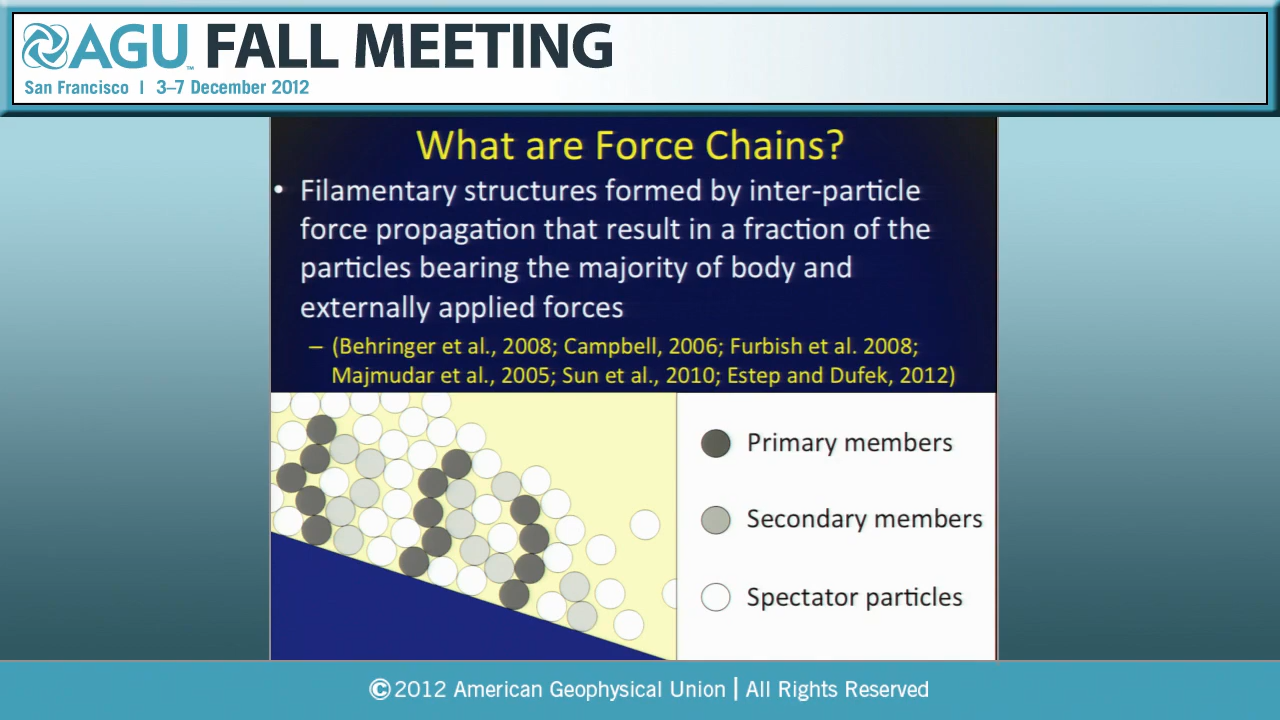 AGU™ FALL MEETING
San Francisco | 3–7 December 2012
What are Force Chains?
• Filamentary structures formed by inter-particle
force propagation that result in a fraction of the
particles bearing the majority of body and
externally applied forces
– (Behringer et al., 2008; Campbell, 2006; Furbish et al. 2008;
Majmudar et al., 2005; Sun et al., 2010; Estep and Dufek, 2012)
Primary members
Secondary members
Spectator particles
©2012 American Geophysical Union | All Rights Reserved